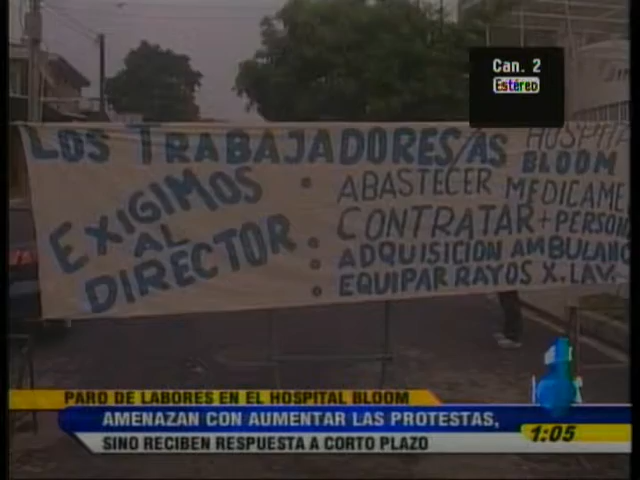 Can. 2
Estéreo
LOS TRABAJADORES/AS HOSPITA
BLOOM
EXIGIMOS
AL
DIRECTOR
• ABASTECER MEDICAME
• CONTRATAR + PERSON
• ADQUISICION AMBULANC
• EQUIPAR RAYOS X. LAV.
PARO DE LABORES EN EL HOSPITAL BLOOM
AMENAZAN CON AUMENTAR LAS PROTESTAS,
SINO RECIBEN RESPUESTA A CORTO PLAZO
1:05